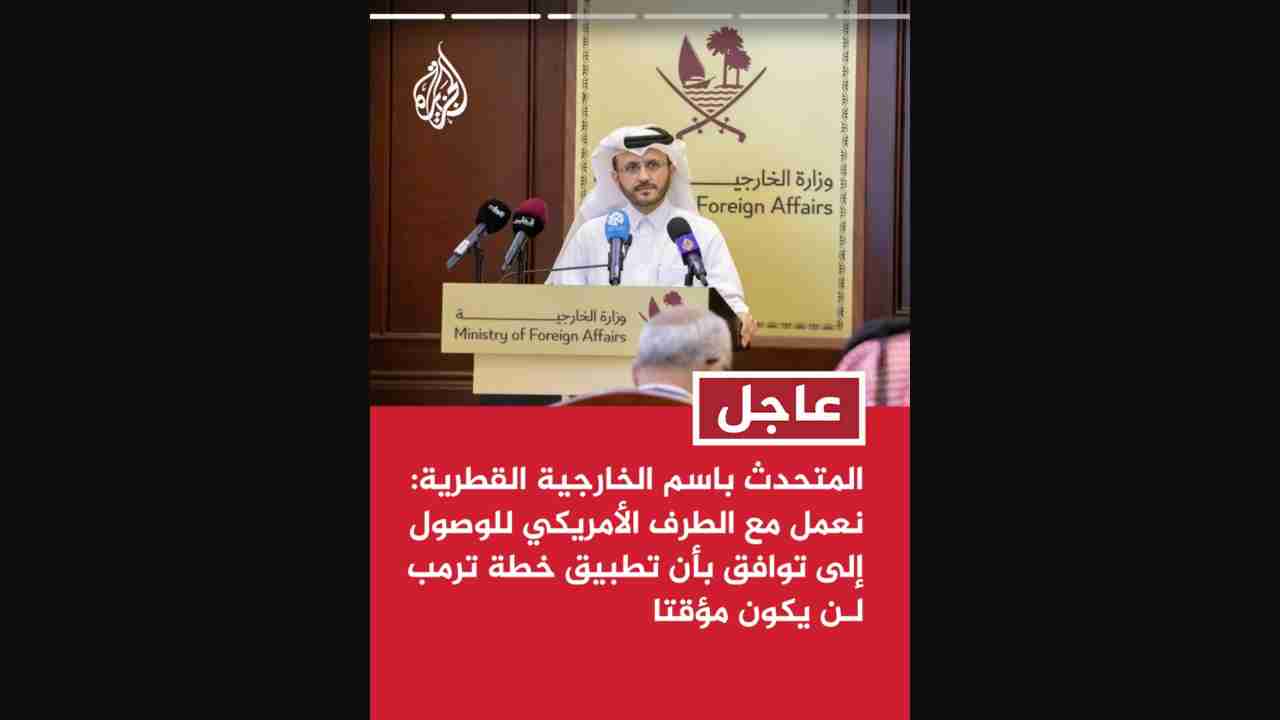 الجزيرة
وزارة الخارجية
Foreign Affairs
وزارة الخارجية
Ministry of Foreign Affairs
عاجل
المتحدث باسم الخارجية القطرية:
نعمل مع الطرف الأمريكي للوصول
إلى توافق بأن تطبيق خطة ترمب
لن يكون مؤقتا